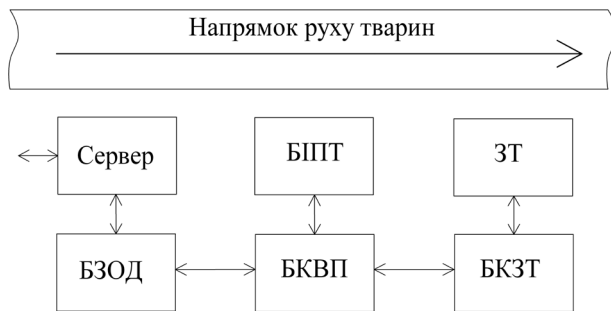 Напрямок руху тварин
Сервер
БІПТ
ЗТ
БЗОД
БКВП
БКЗТ